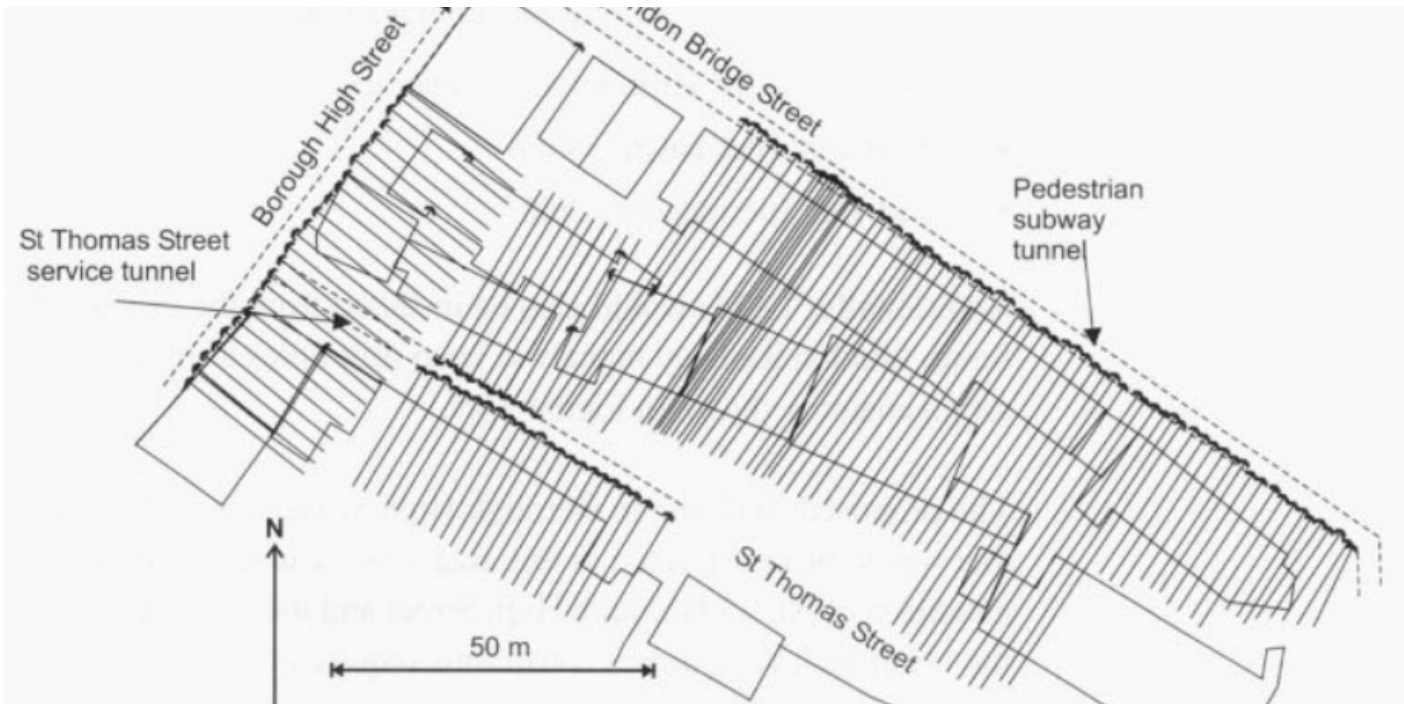 ndon Bridge Street
Borough High Street
Pedestrian
subway
tunnel
St Thomas Street
service tunnel
N
50 m
St Thomas Street